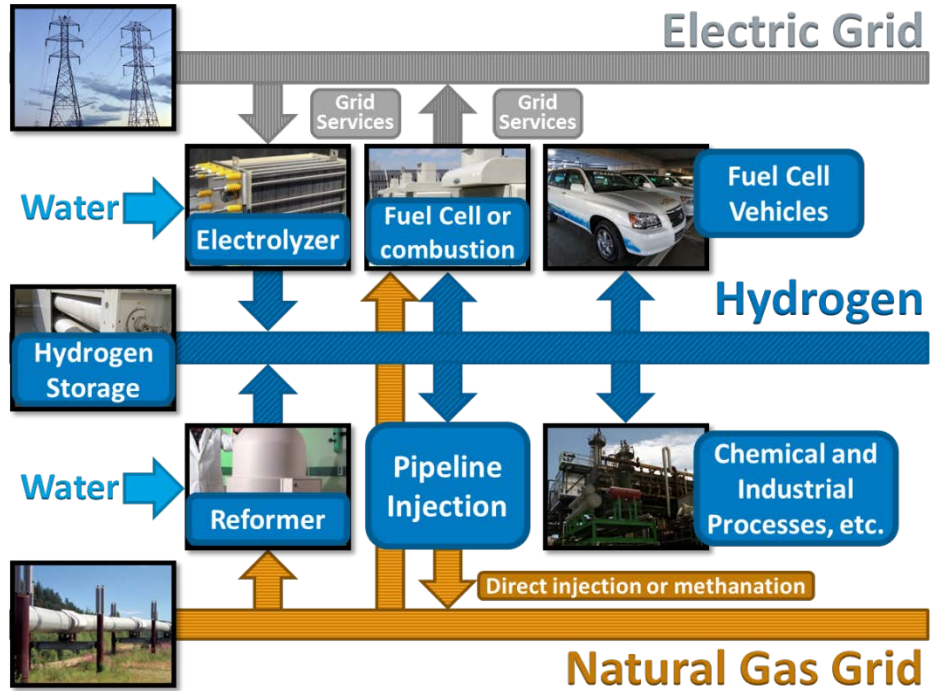 Electric Grid
Grid
Services
Grid
Services
Water
Electrolyzer
Fuel Cell or
combustion
Fuel Cell
Vehicles
Hydrogen
Hydrogen
Storage
Water
Reformer
Pipeline
Injection
Chemical and
Industrial
Processes, etc.
Direct injection or methanation
Natural Gas Grid